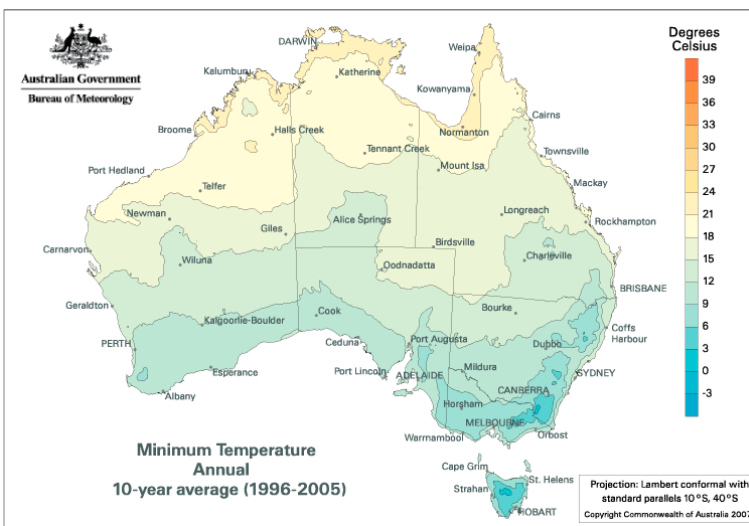 Australian Government
Bureau of Meteorology
Degrees
Celsius
39
36
33
30
27
24
21
18
15
12
9
6
3
0
-3
DARWIN
Weipa
Kalumburu
Katherine
Kowanyama
Cairns
Broome
Halls Creek
Normanton
Tennant Creek
Townsville
Port Hedland
Mount Isa
Mackay
Telfer
Newman
Longreach
Alice Springs
Rockhampton
Giles
Carnarvon
Birdsville
Wiluna
Charleville
Oodnadatta
BRISBANE
Geraldton
Bourke
Kalgoorlie-Boulder
Cook
Coffs
Harbour
PERTH
Ceduna
Port Augusta
Dubbo
Esperance
Port Lincoln
ADELAIDE
Mildura
SYDNEY
Albany
CANBERRA
Horsham
MELBOURNE
Warrnambool
Orbost
Cape Grim
St. Helens
Strahan
HOBART
Minimum Temperature
Annual
10-year average (1996-2005)
Projection: Lambert conformal with
standard parallels 10°S, 40°S
Copyright Commonwealth of Australia 2007